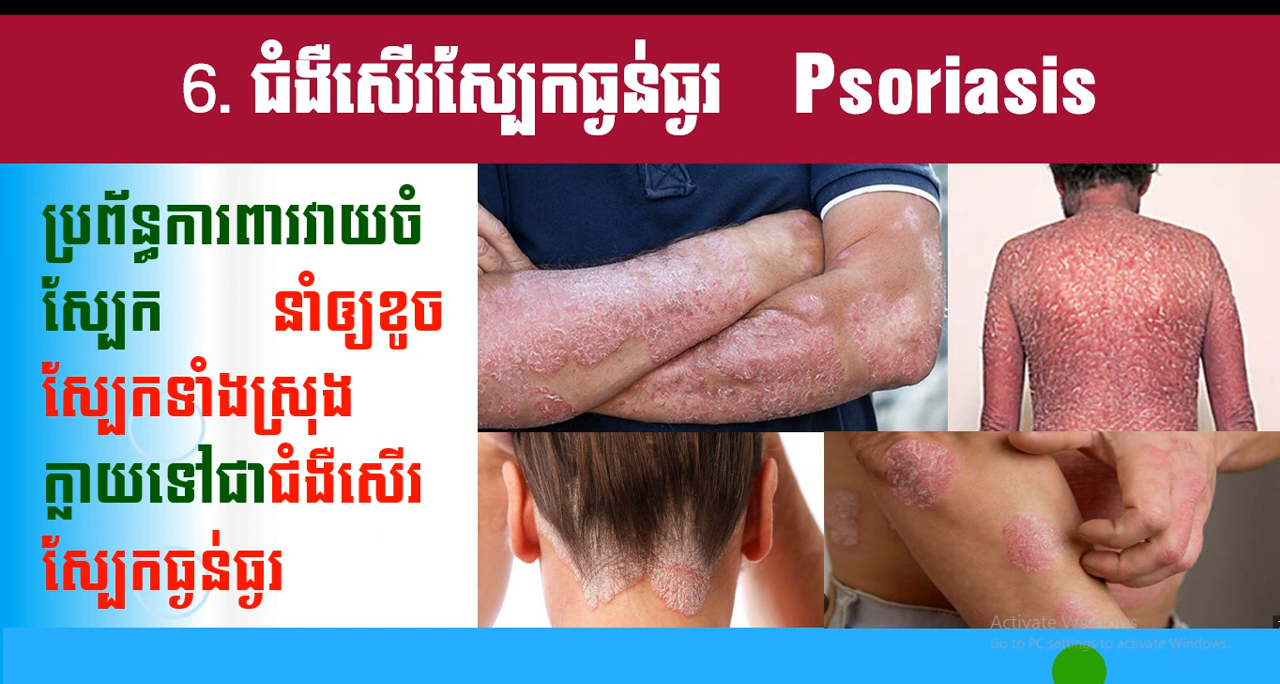 6. ជំងឺសើរស្បែកធ្ងន់ធ្ងរ Psoriasis
ប្រព័ន្ធការពារវាយចំ
ស្បែក នាំឲ្យខូច
ស្បែកទាំងស្រុង
ក្លាយទៅជាជំងឺសើរ
ស្បែកធ្ងន់ធ្ងរ
Activate Windows
Go to PC settings to activate Windows.